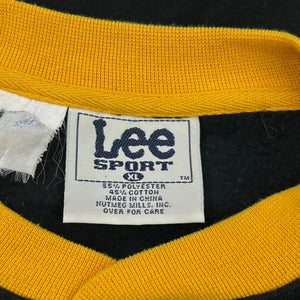 Lee
SPORT
XL
TM
55% POLYESTER
45% COTTON
MADE IN CHINA
NUTMEG MILLS, INC.
OVER FOR CARE